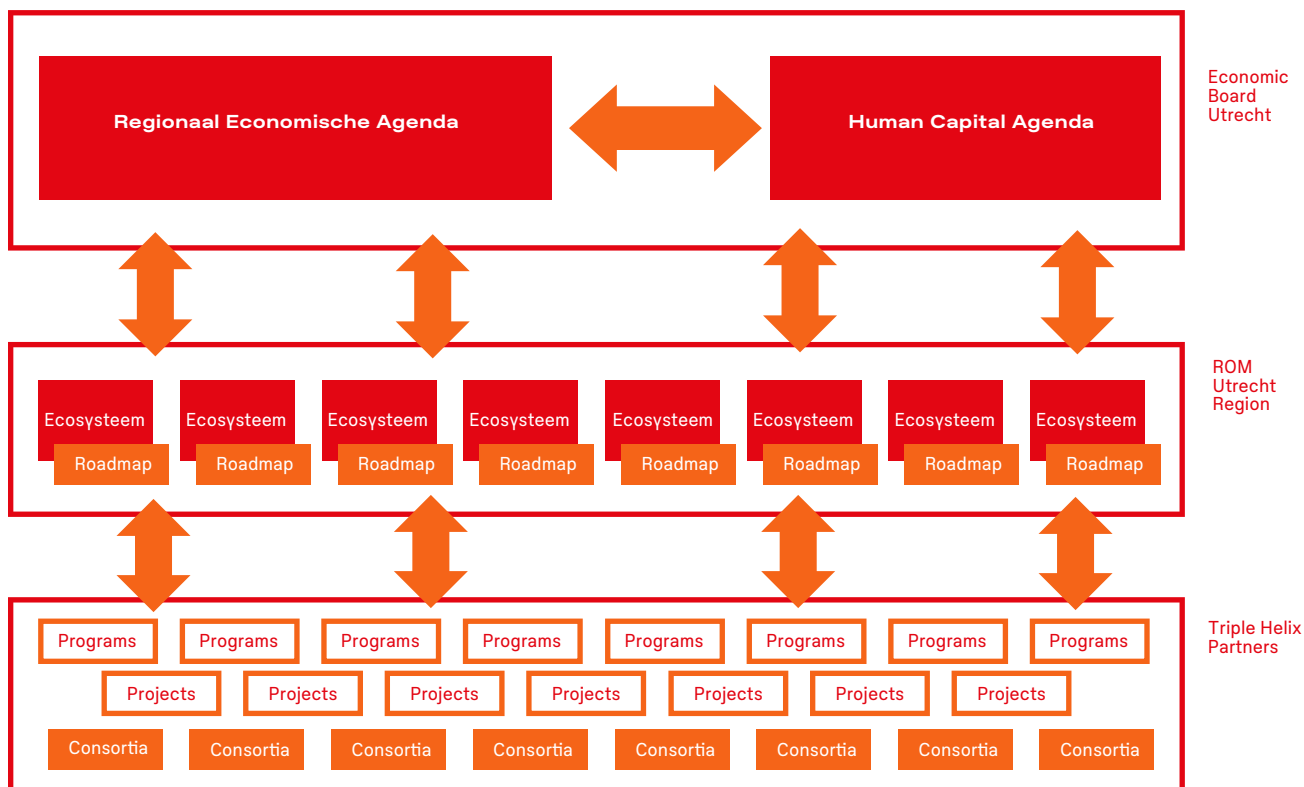 Regionaal Economische Agenda
Human Capital Agenda
Economic
Board
Utrecht
Ecosysteem
Ecosysteem
Ecosysteem
Ecosysteem
Ecosysteem
Ecosysteem
Ecosysteem
Ecosysteem
Roadmap
Roadmap
Roadmap
Roadmap
Roadmap
Roadmap
Roadmap
Roadmap
ROM
Utrecht
Region
Programs
Programs
Programs
Programs
Programs
Programs
Programs
Programs
Projects
Projects
Projects
Projects
Projects
Projects
Projects
Consortia
Consortia
Consortia
Consortia
Consortia
Consortia
Consortia
Consortia
Triple Helix
Partners